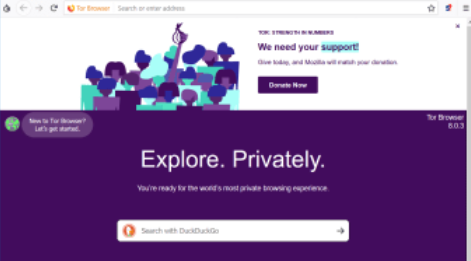 Tor Browser
Search or enter address
TOR: STRENGTH IN NUMBERS
We need your support!
Give today, and Mozilla will match your donation.
Donate Now
New to Tor Browser?
Let's get started.
Tor Browser
8.0.3
Explore. Privately.
You're ready for the world's most private browsing experience.
Search with DuckDuckGo